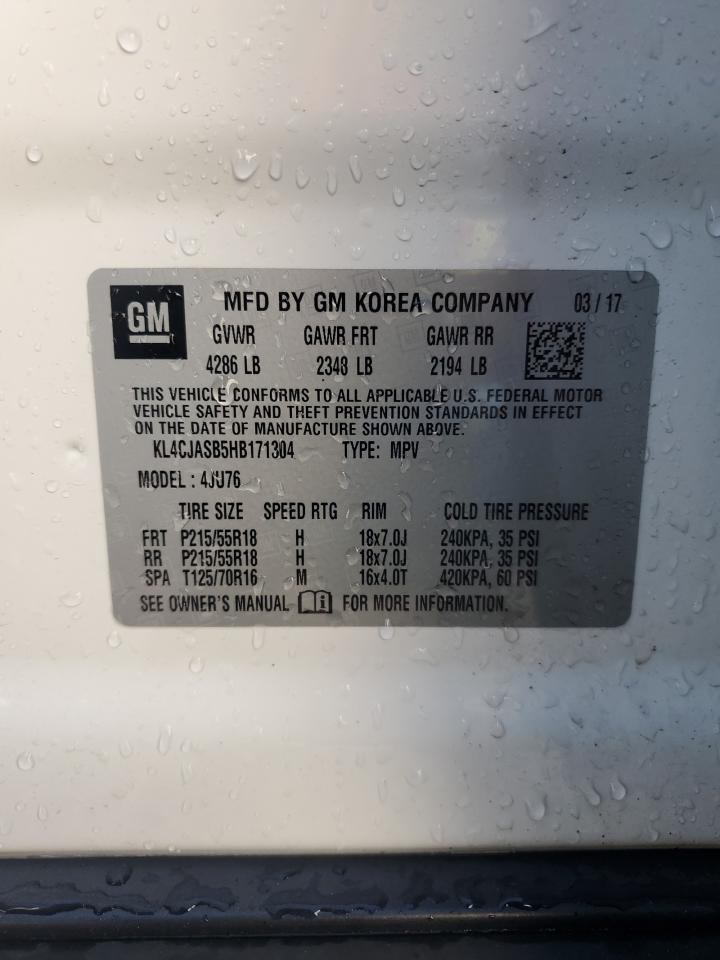 GM
MFD BY GM KOREA COMPANY 03 / 17
GVWR GAWR FRT GAWR RR
4286 LB 2348 LB 2194 LB
THIS VEHICLE CONFORMS TO ALL APPLICABLE U.S. FEDERAL MOTOR
VEHICLE SAFETY AND THEFT PREVENTION STANDARDS IN EFFECT
ON THE DATE OF MANUFACTURE SHOWN ABOVE.
KL4CJASB5HB171304 TYPE: MPV
MODEL : 4JU76
TIRE SIZE SPEED RTG RIM COLD TIRE PRESSURE
FRT P215/55R18 H 18x7.0J 240KPA, 35 PSI
RR P215/55R18 H 18x7.0J 240KPA, 35 PSI
SPA T125/70R16 M 16x4.0T 420KPA, 60 PSI
SEE OWNER'S MANUAL i FOR MORE INFORMATION.